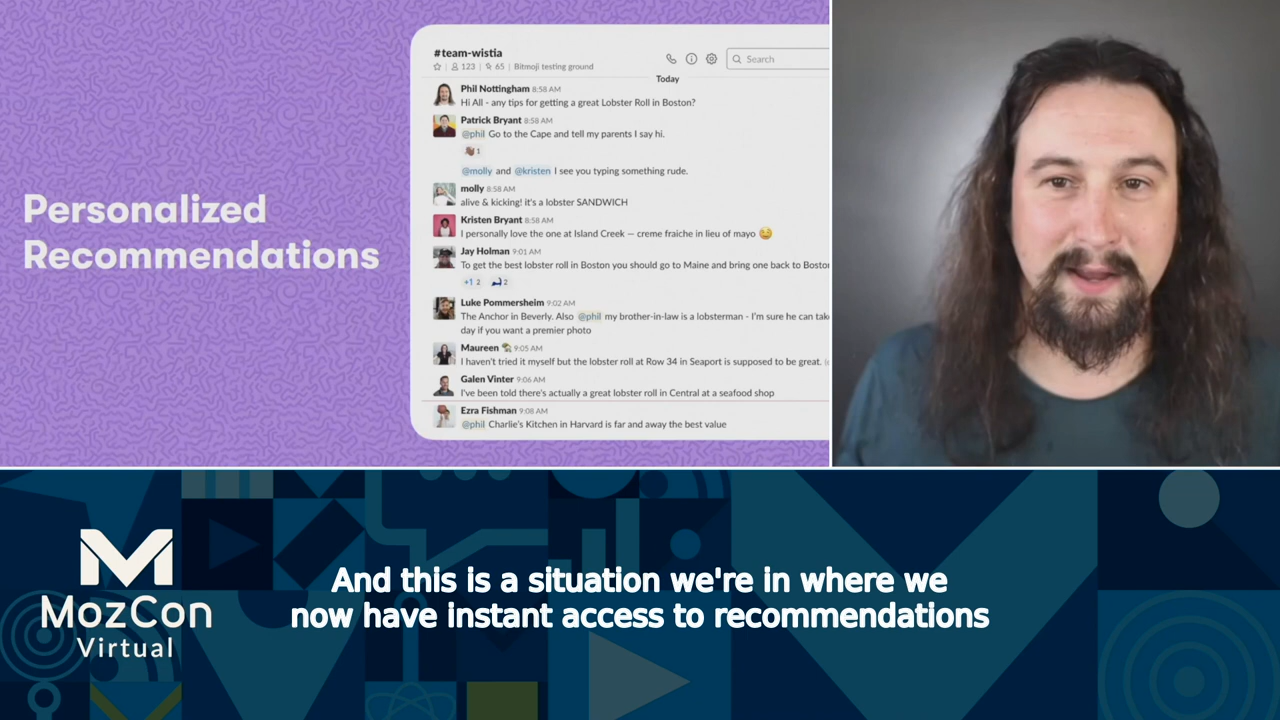 Personalized
Recommendations
#team-wistia
123 | 65 | Bitmoji testing ground
Search
Today
Phil Nottingham 8:58 AM
Hi All - any tips for getting a great Lobster Roll in Boston?
Patrick Bryant 8:58 AM
@phil Go to the Cape and tell my parents I say hi.
1
@molly and @kristen I see you typing something rude.
molly 8:58 AM
alive & kicking! it's a lobster SANDWICH
Kristen Bryant 8:58 AM
I personally love the one at Island Creek — creme fraiche in lieu of mayo 😄
Jay Holman 9:01 AM
To get the best lobster roll in Boston you should go to Maine and bring one back to Bosto
+1 2 2
Luke Pommersheim 9:02 AM
The Anchor in Beverly. Also @phil my brother-in-law is a lobsterman - I'm sure he can tak
day if you want a premier photo
Maureen 9:05 AM
I haven't tried it myself but the lobster roll at Row 34 in Seaport is supposed to be great.
Galen Vinter 9:06 AM
I've been told there's actually a great lobster roll in Central at a seafood shop
Ezra Fishman 9:08 AM
@phil Charlie's Kitchen in Harvard is far and away the best value
MozCon
Virtual
And this is a situation we're in where we
now have instant access to recommendations